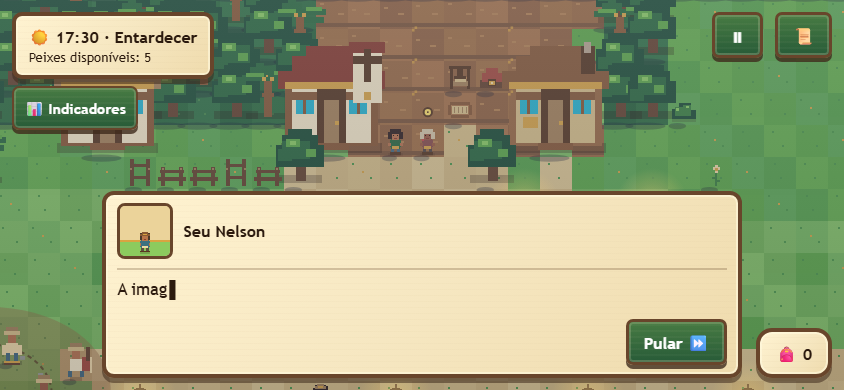 17:30 · Entardecer
Peixes disponíveis: 5
Indicadores
Seu Nelson
A imag
Pular
0